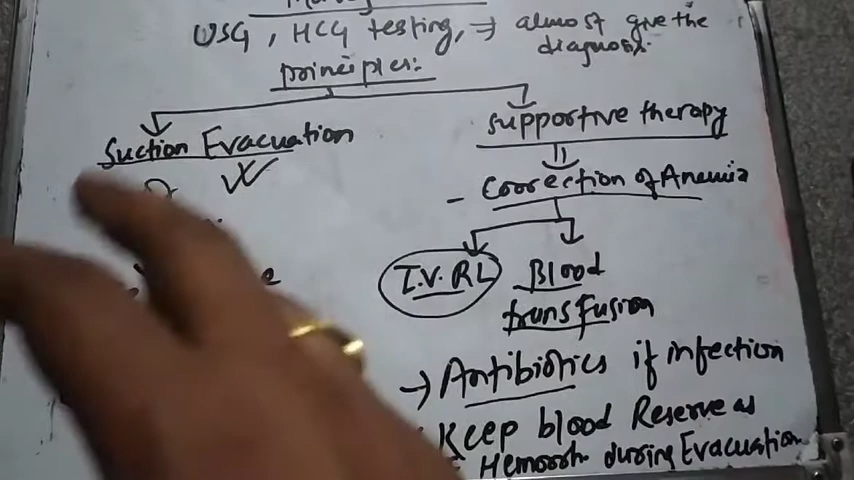 USG, HCG testing, ⇒ almost give the
diagnosis.
principles:
Suction Evacuation
supportive therapy
- Correction of Anemia
I.V. RL
Blood
transfusion
→ Antibiotics if infection
Keep blood Reserve as
Hemorrh during Evacuation